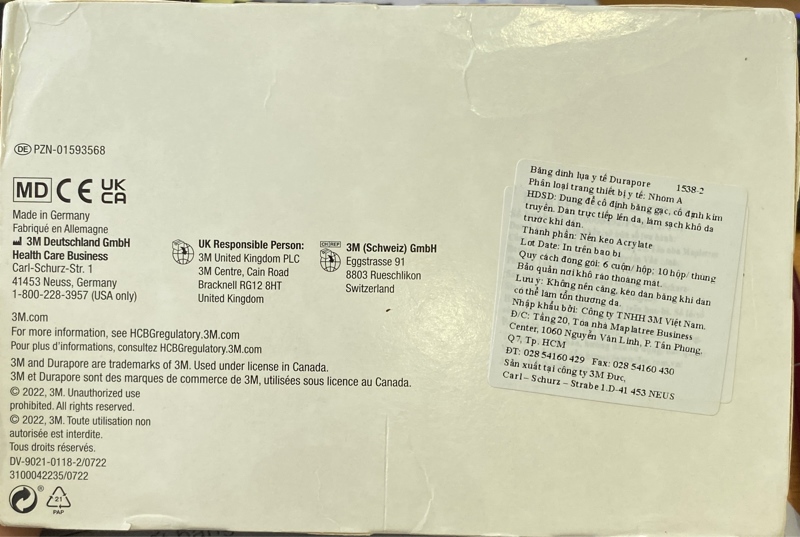 DE PZN-01593568
MD CE UK CA
Made in Germany
Fabriqué en Allemagne
3M Deutschland GmbH
Health Care Business
Carl-Schurz-Str. 1
41453 Neuss, Germany
1-800-228-3957 (USA only)
UK Responsible Person:
3M United Kingdom PLC
3M Centre, Cain Road
Bracknell RG12 8HT
United Kingdom
CH REP
3M (Schweiz) GmbH
Eggstrasse 91
8803 Rueschlikon
Switzerland
3M.com
For more information, see HCBGregulatory.3M.com
Pour plus d'informations, consultez HCBGregulatory.3M.com
3M and Durapore are trademarks of 3M. Used under license in Canada.
3M et Durapore sont des marques de commerce de 3M, utilisées sous licence au Canada.
© 2022, 3M. Unauthorized use
prohibited. All rights reserved.
© 2022, 3M. Toute utilisation non
autorisée est interdite.
Tous droits réservés.
DV-9021-0118-2/0722
3100042235/0722
®
21
PAP
Băng dính lụa y tế Durapore 1538-2
Phân loại trang thiết bị y tế: Nhóm A
HDSD: Dùng để cố định băng gạc, cố định kim
truyền. Dán trực tiếp lên da, làm sạch khô da
trước khi dán.
Thành phần: Nền keo Acrylate
Lot Date: In trên bao bì
Quy cách đóng gói: 6 cuộn/ hộp; 10 hộp/ thùng
Bảo quản nơi khô ráo thoáng mát.
Lưu ý: Không nên căng, kéo dán băng khi dán
có thể làm tổn thương da.
Nhập khẩu bởi: Công ty TNHH 3M Việt Nam.
Đ/C: Tầng 20, Tòa nhà Maplatree Business
Center, 1060 Nguyễn Văn Linh, P. Tân Phong,
Q7, Tp. HCM
ĐT: 028 54160 429 Fax: 028 54160 430
Sản xuất tại công ty 3M Đức,
Carl – Schurz – Strabe 1.D-41 453 NEUS